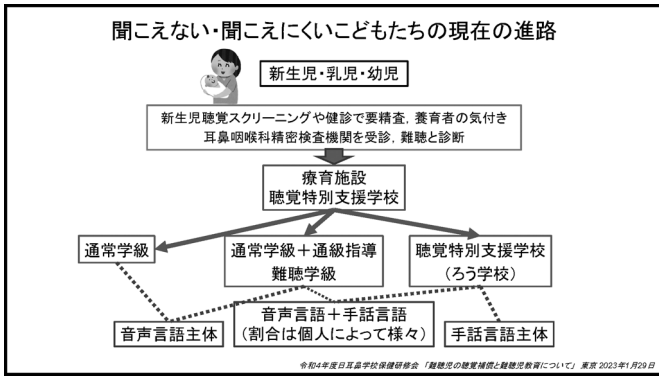 聞こえない・聞こえにくいこどもたちの現在の進路
新生児・乳児・幼児
新生児聴覚スクリーニングや健診で要精査，養育者の気付き
耳鼻咽喉科精密検査機関を受診，難聴と診断
療育施設
聴覚特別支援学校
通常学級
通常学級＋通級指導
難聴学級
聴覚特別支援学校
（ろう学校）
音声言語主体
音声言語＋手話言語
（割合は個人によって様々）
手話言語主体
令和4年度日耳鼻学校保健研修会 「難聴児の聴覚補償と難聴児教育について」 東京 2023年1月29日